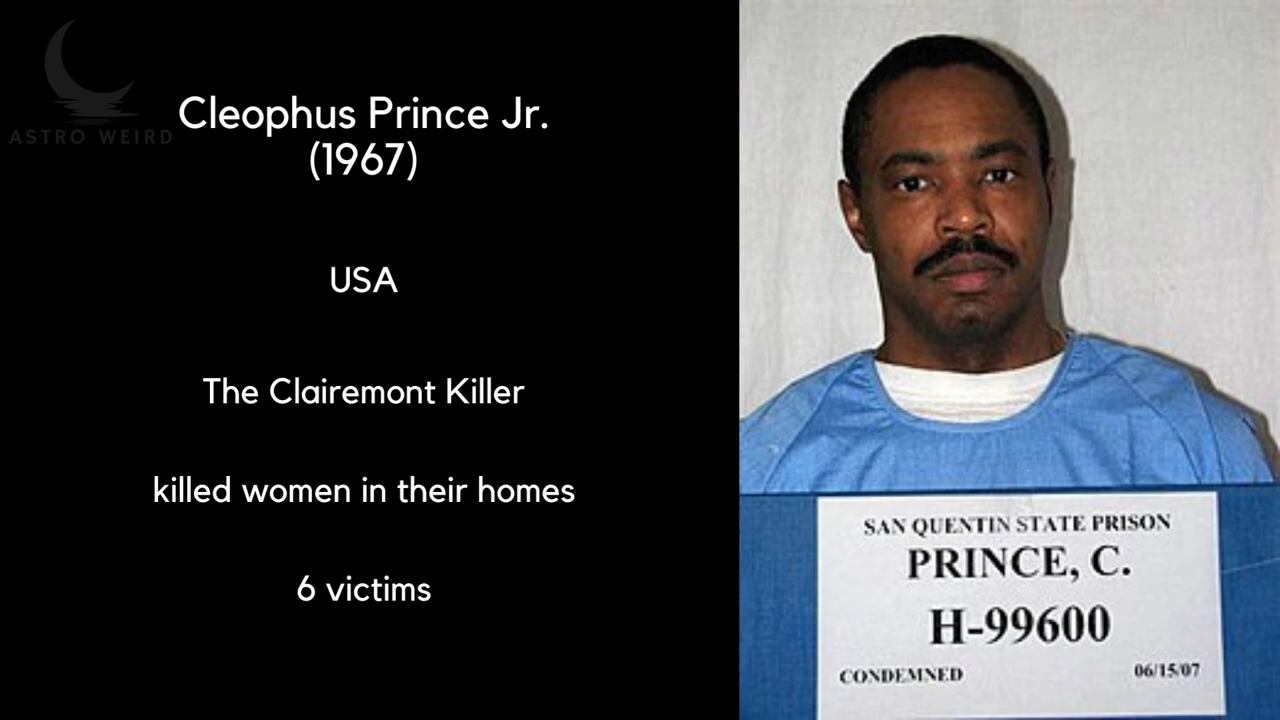 ASTRO WEIRD
Cleophus Prince Jr.
(1967)
USA
The Clairemont Killer
killed women in their homes
6 victims
SAN QUENTIN STATE PRISON
PRINCE, C.
H-99600
CONDEMNED 06/15/07